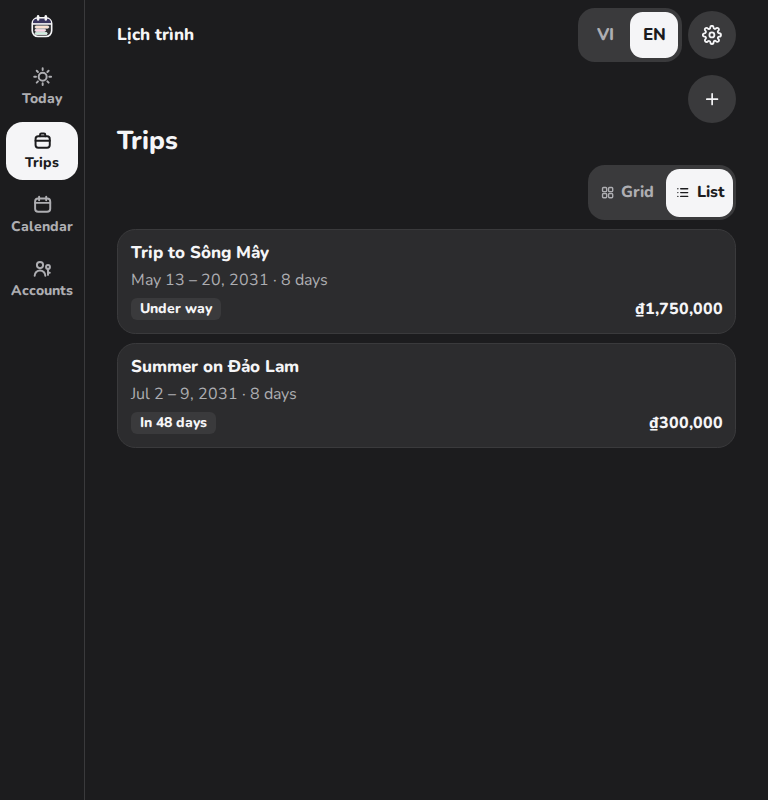 Lịch trình
VI
EN
Today
Trips
Calendar
Accounts
Trips
Grid
List
Trip to Sông Mây
May 13 – 20, 2031 · 8 days
Under way
₫1,750,000
Summer on Đảo Lam
Jul 2 – 9, 2031 · 8 days
In 48 days
₫300,000